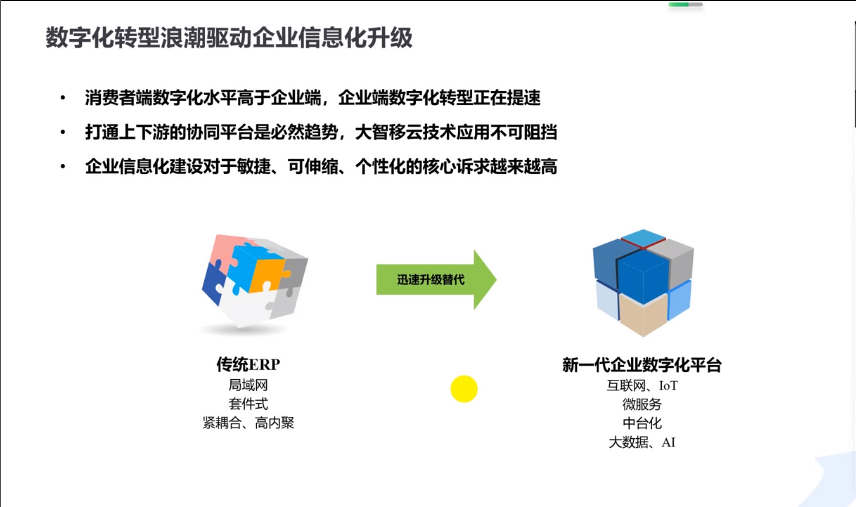 数字化转型浪潮驱动企业信息化升级
• 消费者端数字化水平高于企业端，企业端数字化转型正在提速
• 打通上下游的协同平台是必然趋势，大智移云技术应用不可阻挡
• 企业信息化建设对于敏捷、可伸缩、个性化的核心诉求越来越高
迅速升级替代
传统ERP
局域网
套件式
紧耦合、高内聚
新一代企业数字化平台
互联网、IoT
微服务
中台化
大数据、AI